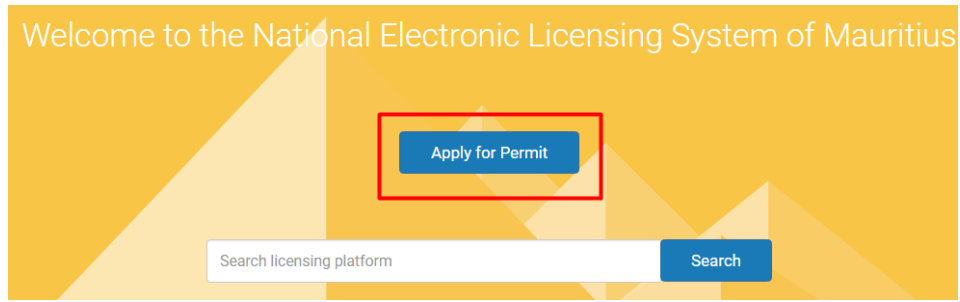 Welcome to the National Electronic Licensing System of Mauritius
Apply for Permit
Search licensing platform
Search